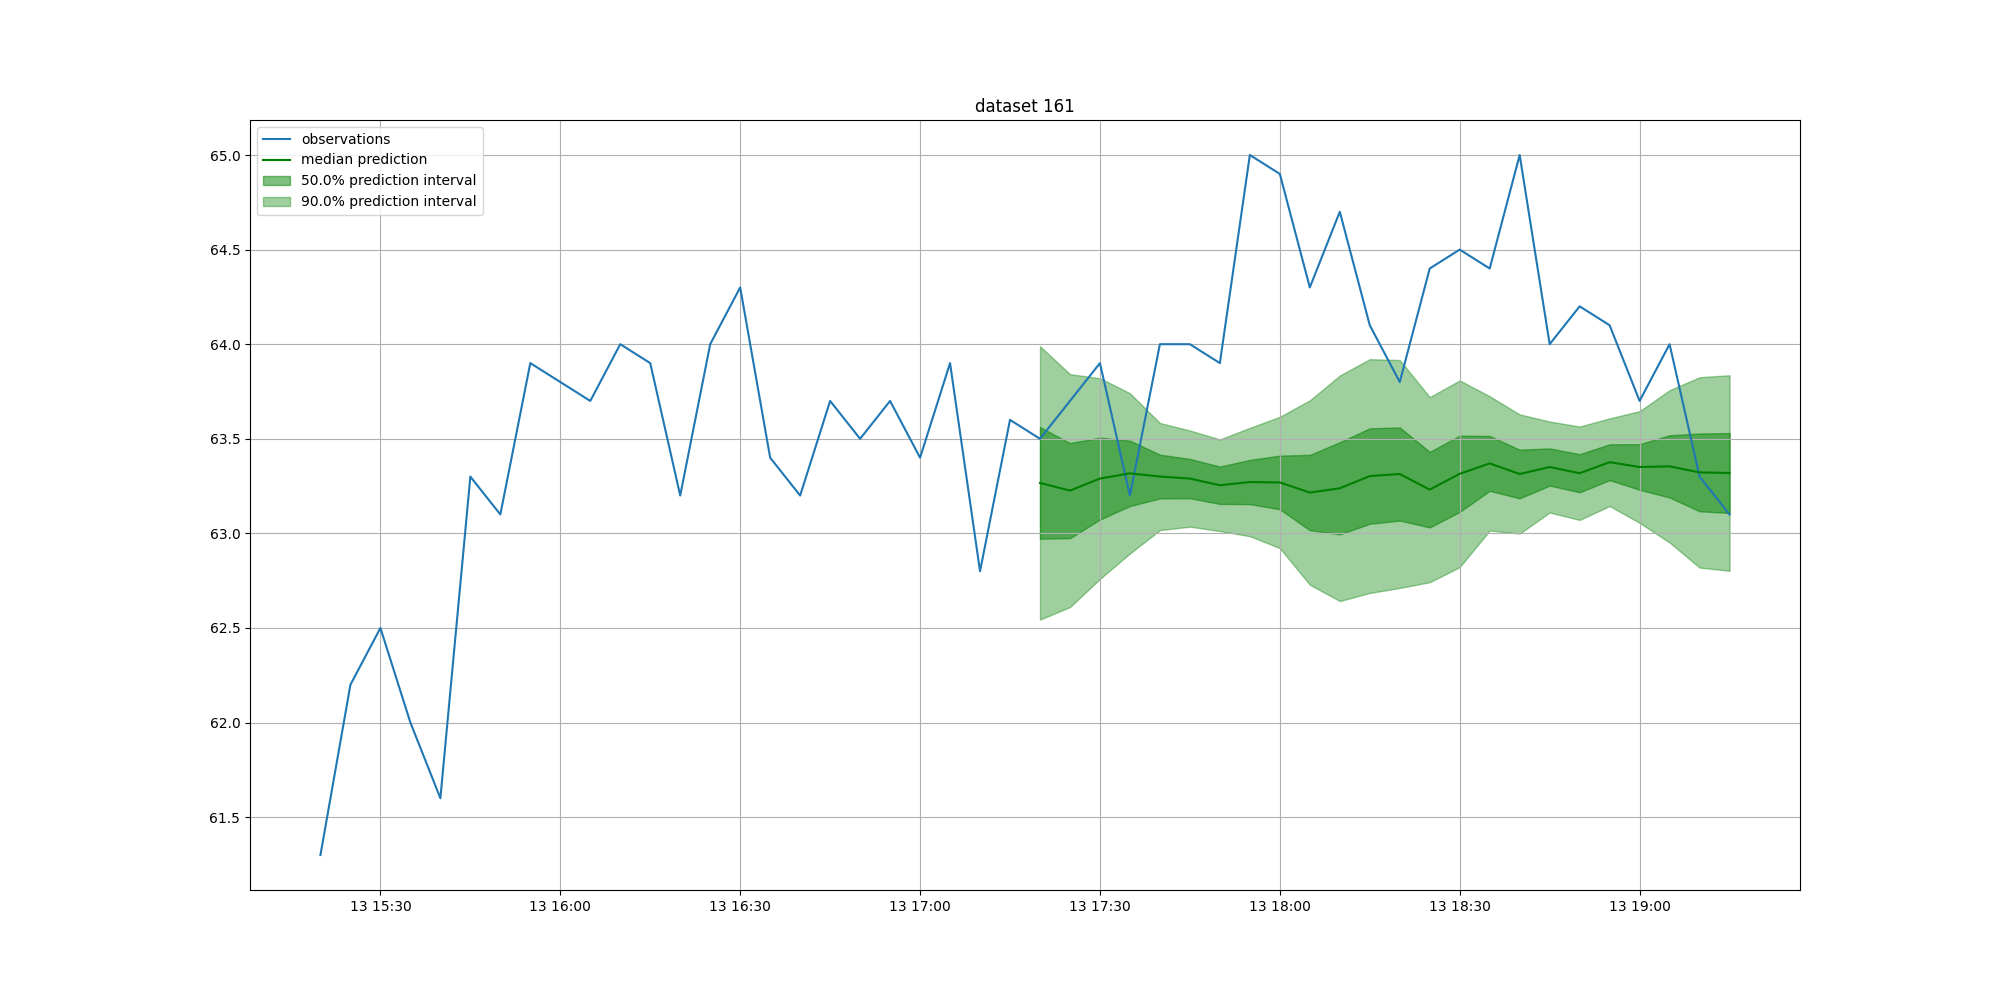 dataset 161
observations
median prediction
50.0% prediction interval
90.0% prediction interval
65.0
64.5
64.0
63.5
63.0
62.5
62.0
61.5
13 15:30 13 16:00 13 16:30 13 17:00 13 17:30 13 18:00 13 18:30 13 19:00